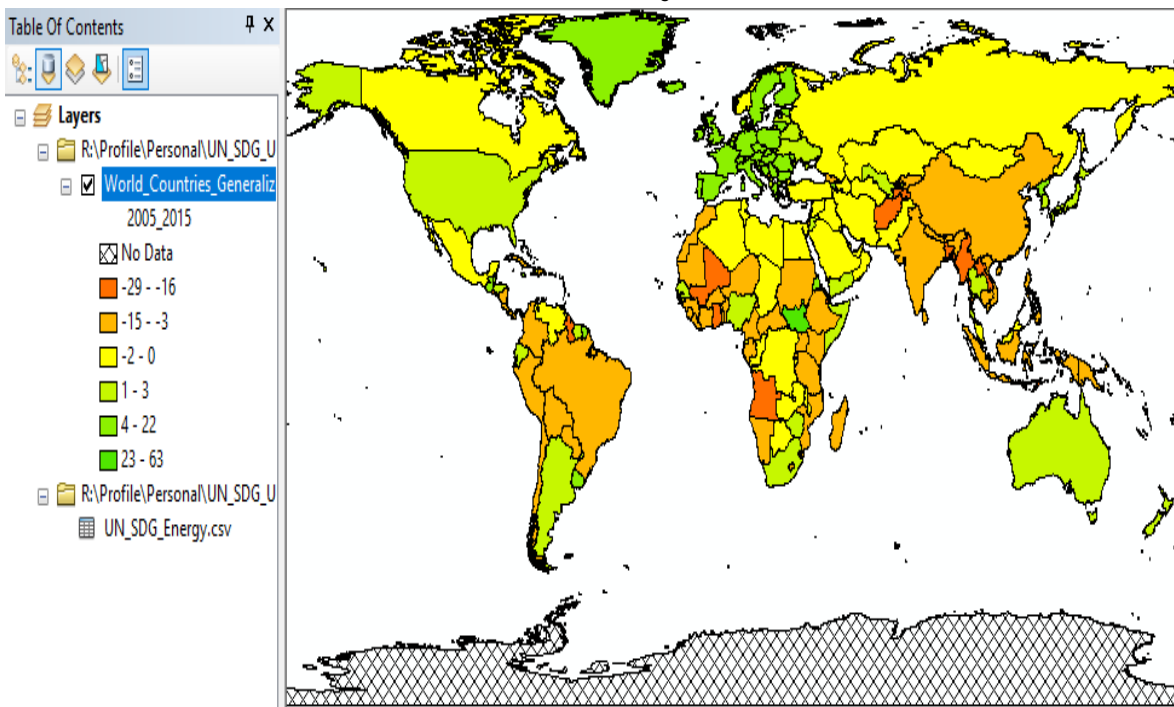 Table Of Contents
Layers
R:\Profile\Personal\UN_SDG_U
World_Countries_Generaliz
2005_2015
No Data
-29 - -16
-15 - -3
-2 - 0
1 - 3
4 - 22
23 - 63
R:\Profile\Personal\UN_SDG_U
UN_SDG_Energy.csv